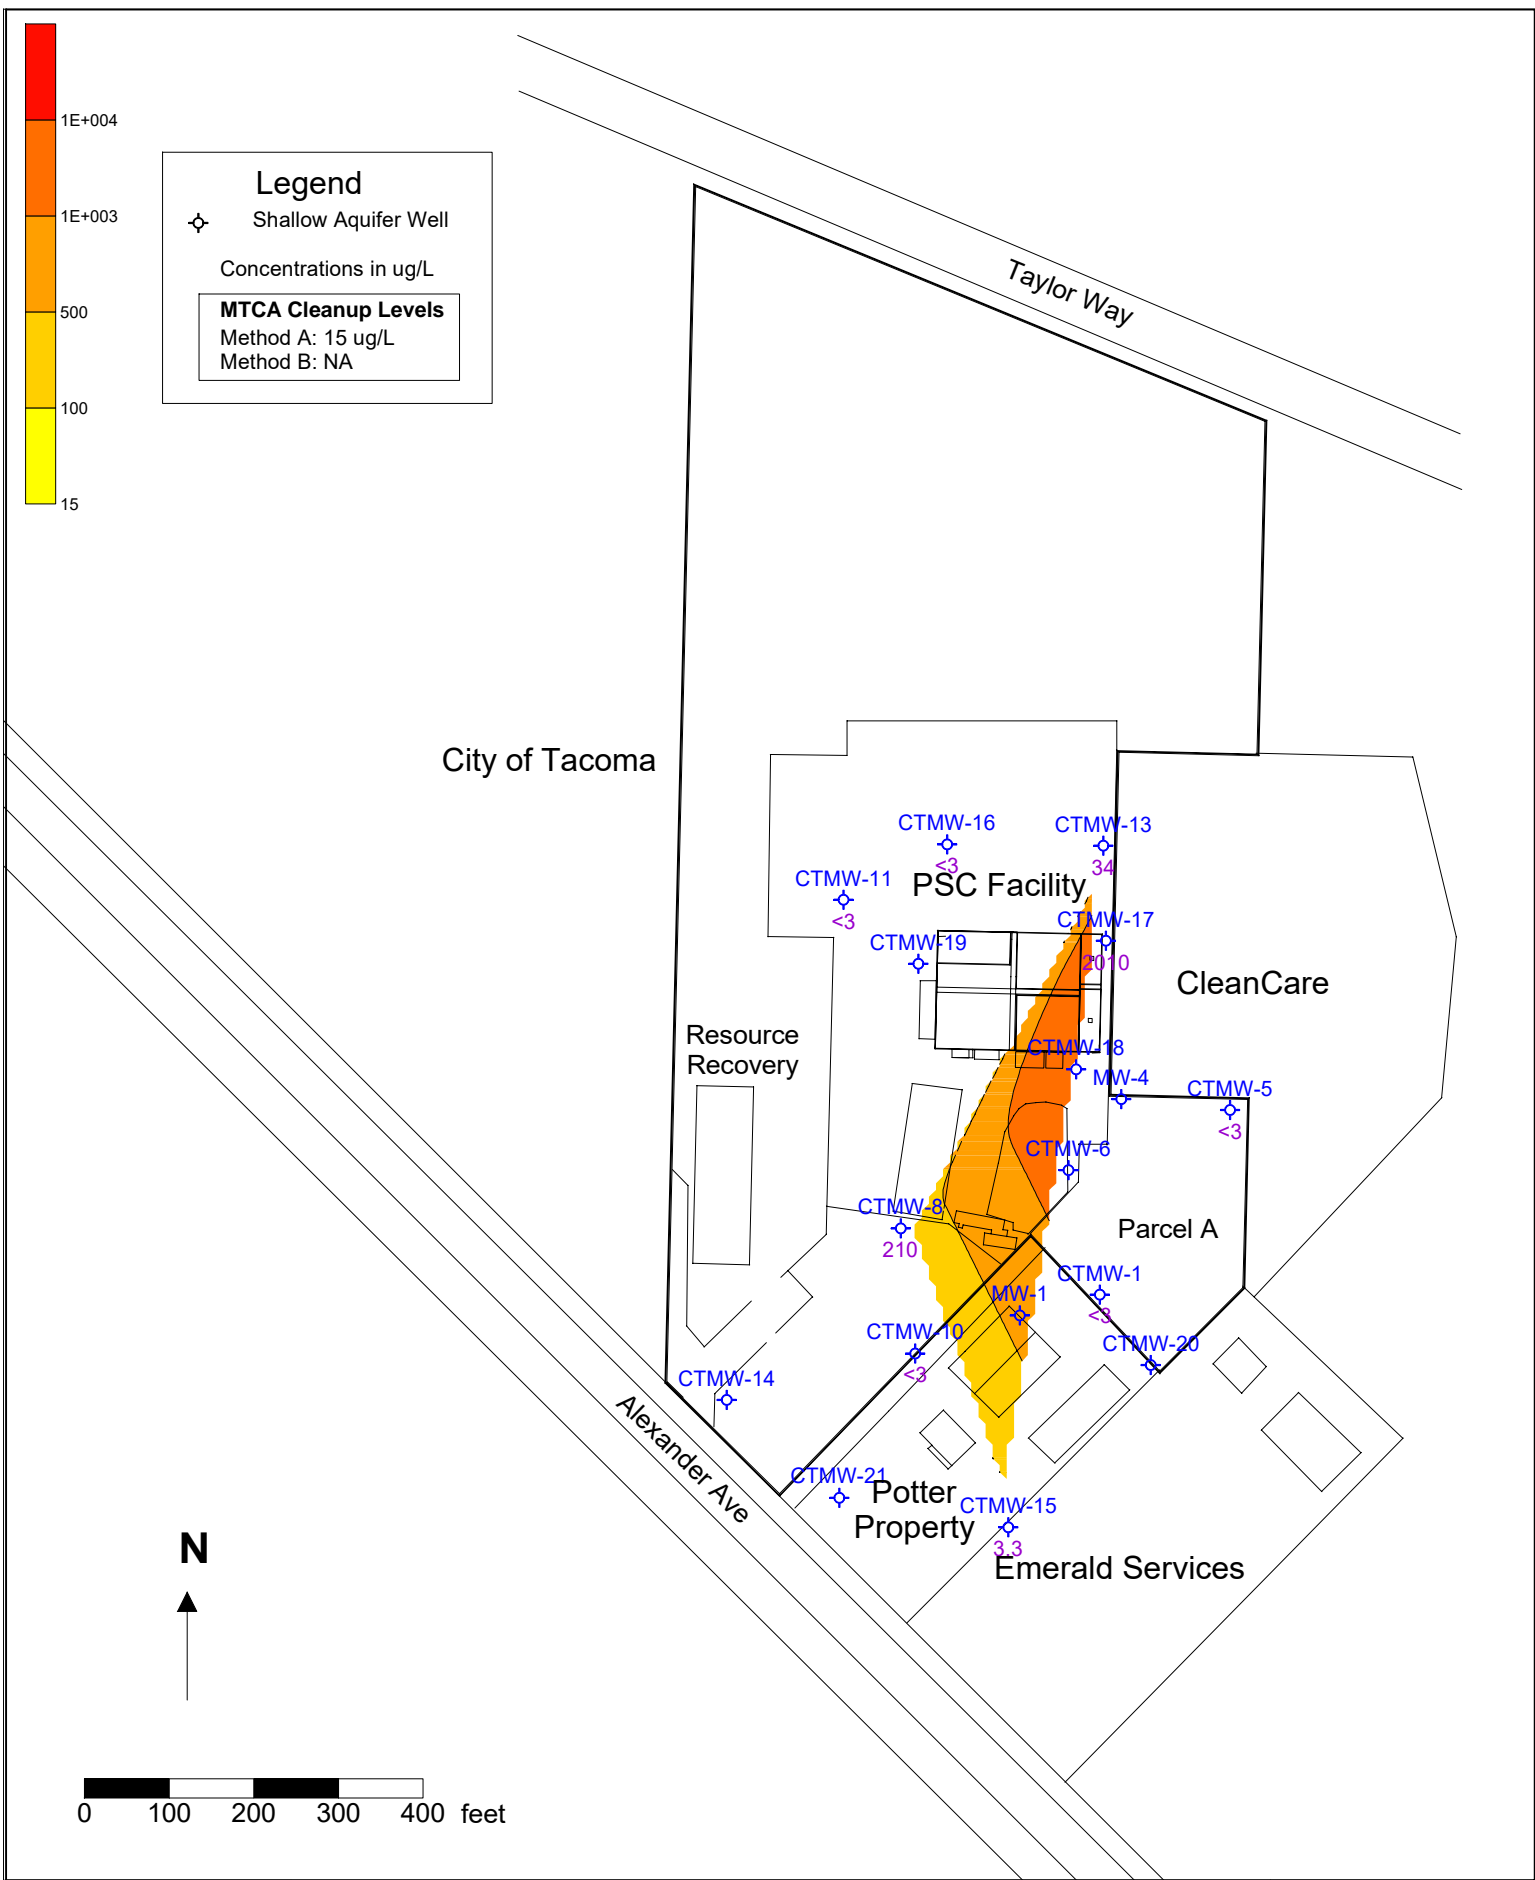 1E+004
1E+003
500
100
15
Legend
Shallow Aquifer Well
Concentrations in ug/L
MTCA Cleanup Levels
Method A: 15 ug/L
Method B: NA
Taylor Way
City of Tacoma
CTMW-16
<3
CTMW-13
34
PSC Facility
CTMW-11
<3
CTMW-17
2010
CTMW-19
CleanCare
Resource
Recovery
CTMW-18
MW-4
CTMW-5
<3
CTMW-6
CTMW-8
210
Parcel A
CTMW-1
<3
MW-1
CTMW-10
<3
CTMW-20
CTMW-14
Alexander Ave
CTMW-21
Potter
Property
CTMW-15
3.3
Emerald Services
N
0 100 200 300 400 feet